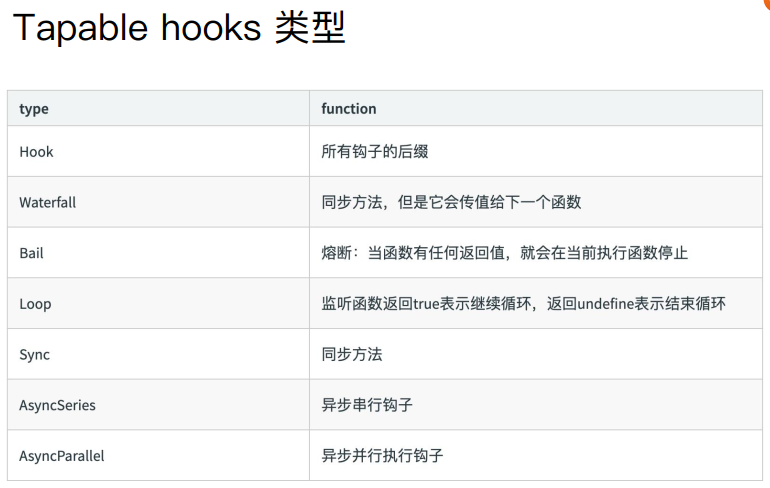 Tapable hooks 类型
type function
Hook 所有钩子的后缀
Waterfall 同步方法，但是它会传值给下一个函数
Bail 熔断：当函数有任何返回值，就会在当前执行函数停止
Loop 监听函数返回true表示继续循环，返回undefine表示结束循环
Sync 同步方法
AsyncSeries 异步串行钩子
AsyncParallel 异步并行执行钩子